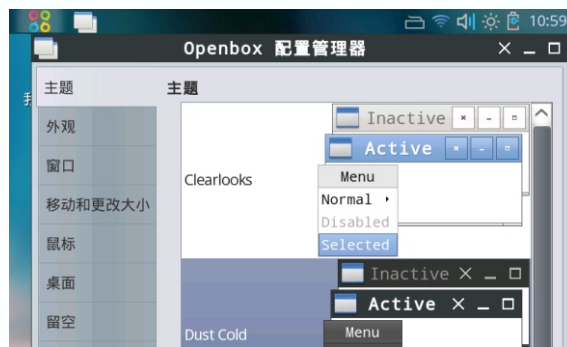 10:59
Openbox 配置管理器
主题
外观
窗口
移动和更改大小
鼠标
桌面
留空
主题
Clearlooks
Inactive
Active
Menu
Normal
Disabled
Selected
Dust Cold
Inactive
Active
Menu